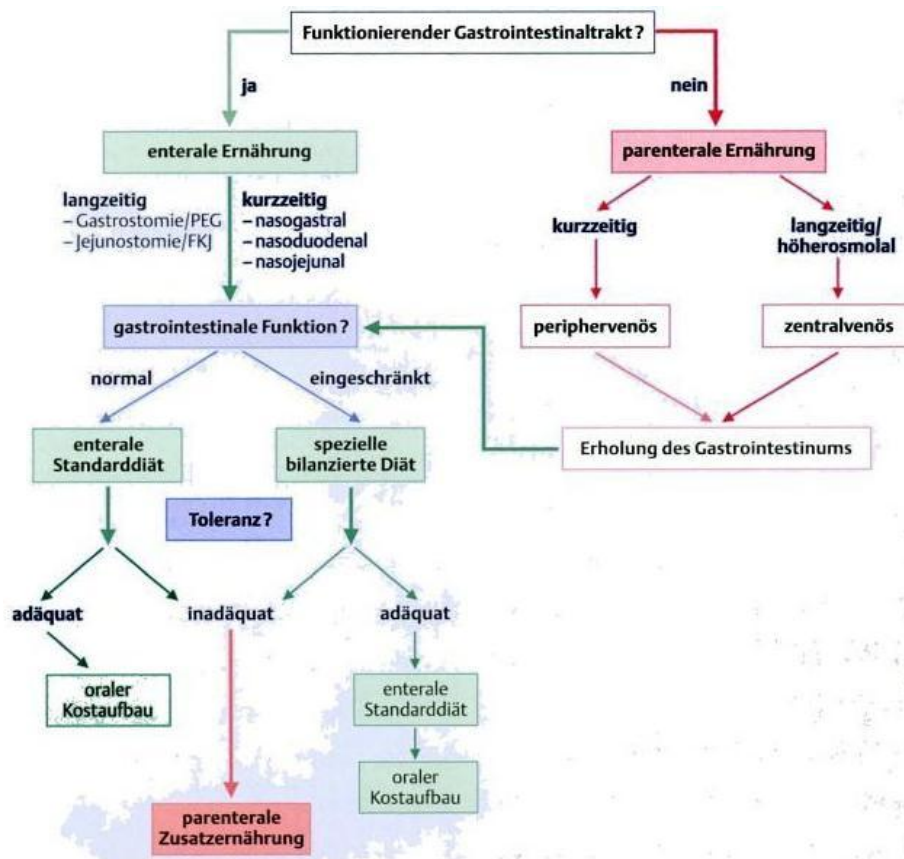 Funktionierender Gastrointestinaltrakt?
ja
nein
enterale Ernährung
parenterale Ernährung
langzeitig
– Gastrostomie/PEG
– Jejunostomie/FKJ
kurzzeitig
– nasogastral
– nasoduodenal
– nasojejunal
kurzzeitig
langzeitig/
höherosmolal
gastrointestinale Funktion?
periphervenös
zentralvenös
normal
eingeschränkt
enterale
Standarddiät
spezielle
bilanzierte Diät
Erholung des Gastrointestinums
Toleranz?
adäquat
inadäquat
adäquat
oraler
Kostaufbau
enterale
Standarddiät
oraler
Kostaufbau
parenterale
Zusatzernährung